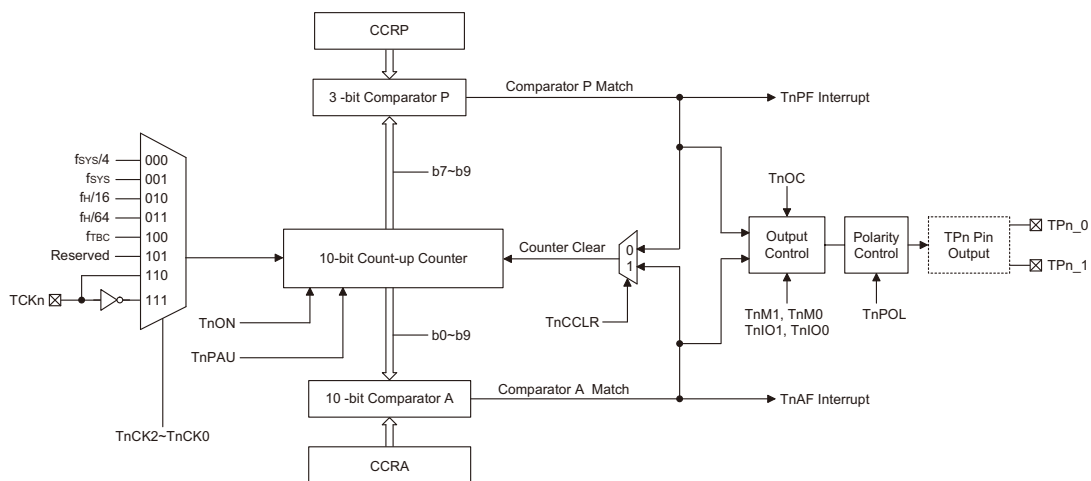 CCRP
3 -bit Comparator P
Comparator P Match
TnPF Interrupt
b7~b9
fSYS/4
000
fSYS
001
fH/16
010
fH/64
011
fTBC
100
Reserved
101
110
TCKn
111
10-bit Count-up Counter
Counter Clear
0
1
TnOC
Output
Control
Polarity
Control
TPn Pin
Output
TPn_0
TPn_1
TnON
TnPAU
b0~b9
TnCCLR
TnM1, TnM0
TnIO1, TnIO0
TnPOL
10 -bit Comparator A
Comparator A Match
TnAF Interrupt
TnCK2~TnCK0
CCRA